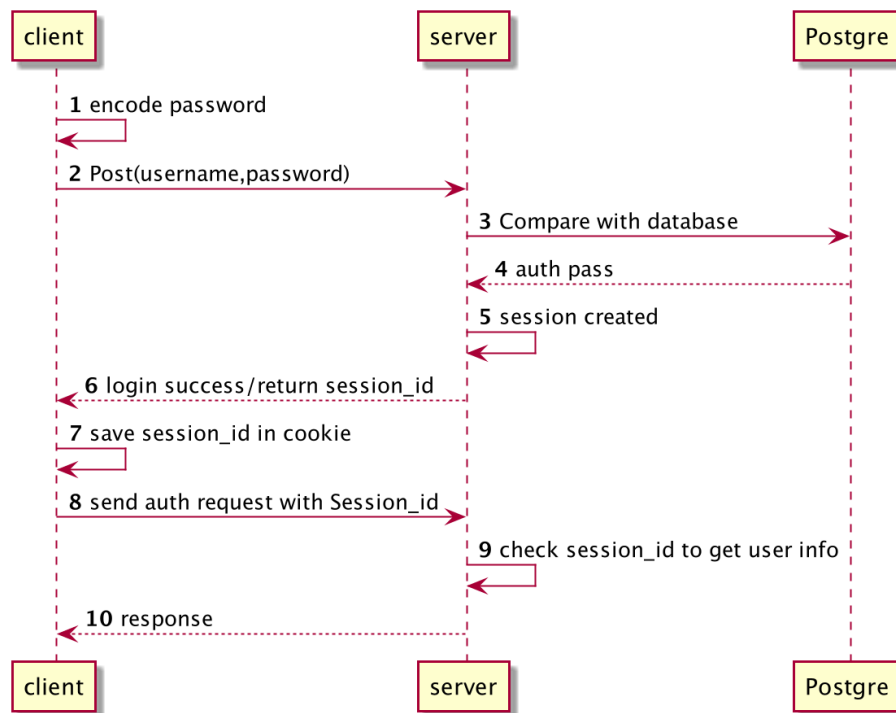 client server Postgre
1 encode password
2 Post(username,password)
3 Compare with database
4 auth pass
5 session created
6 login success/return session_id
7 save session_id in cookie
8 send auth request with Session_id
9 check session_id to get user info
10 response
client server Postgre